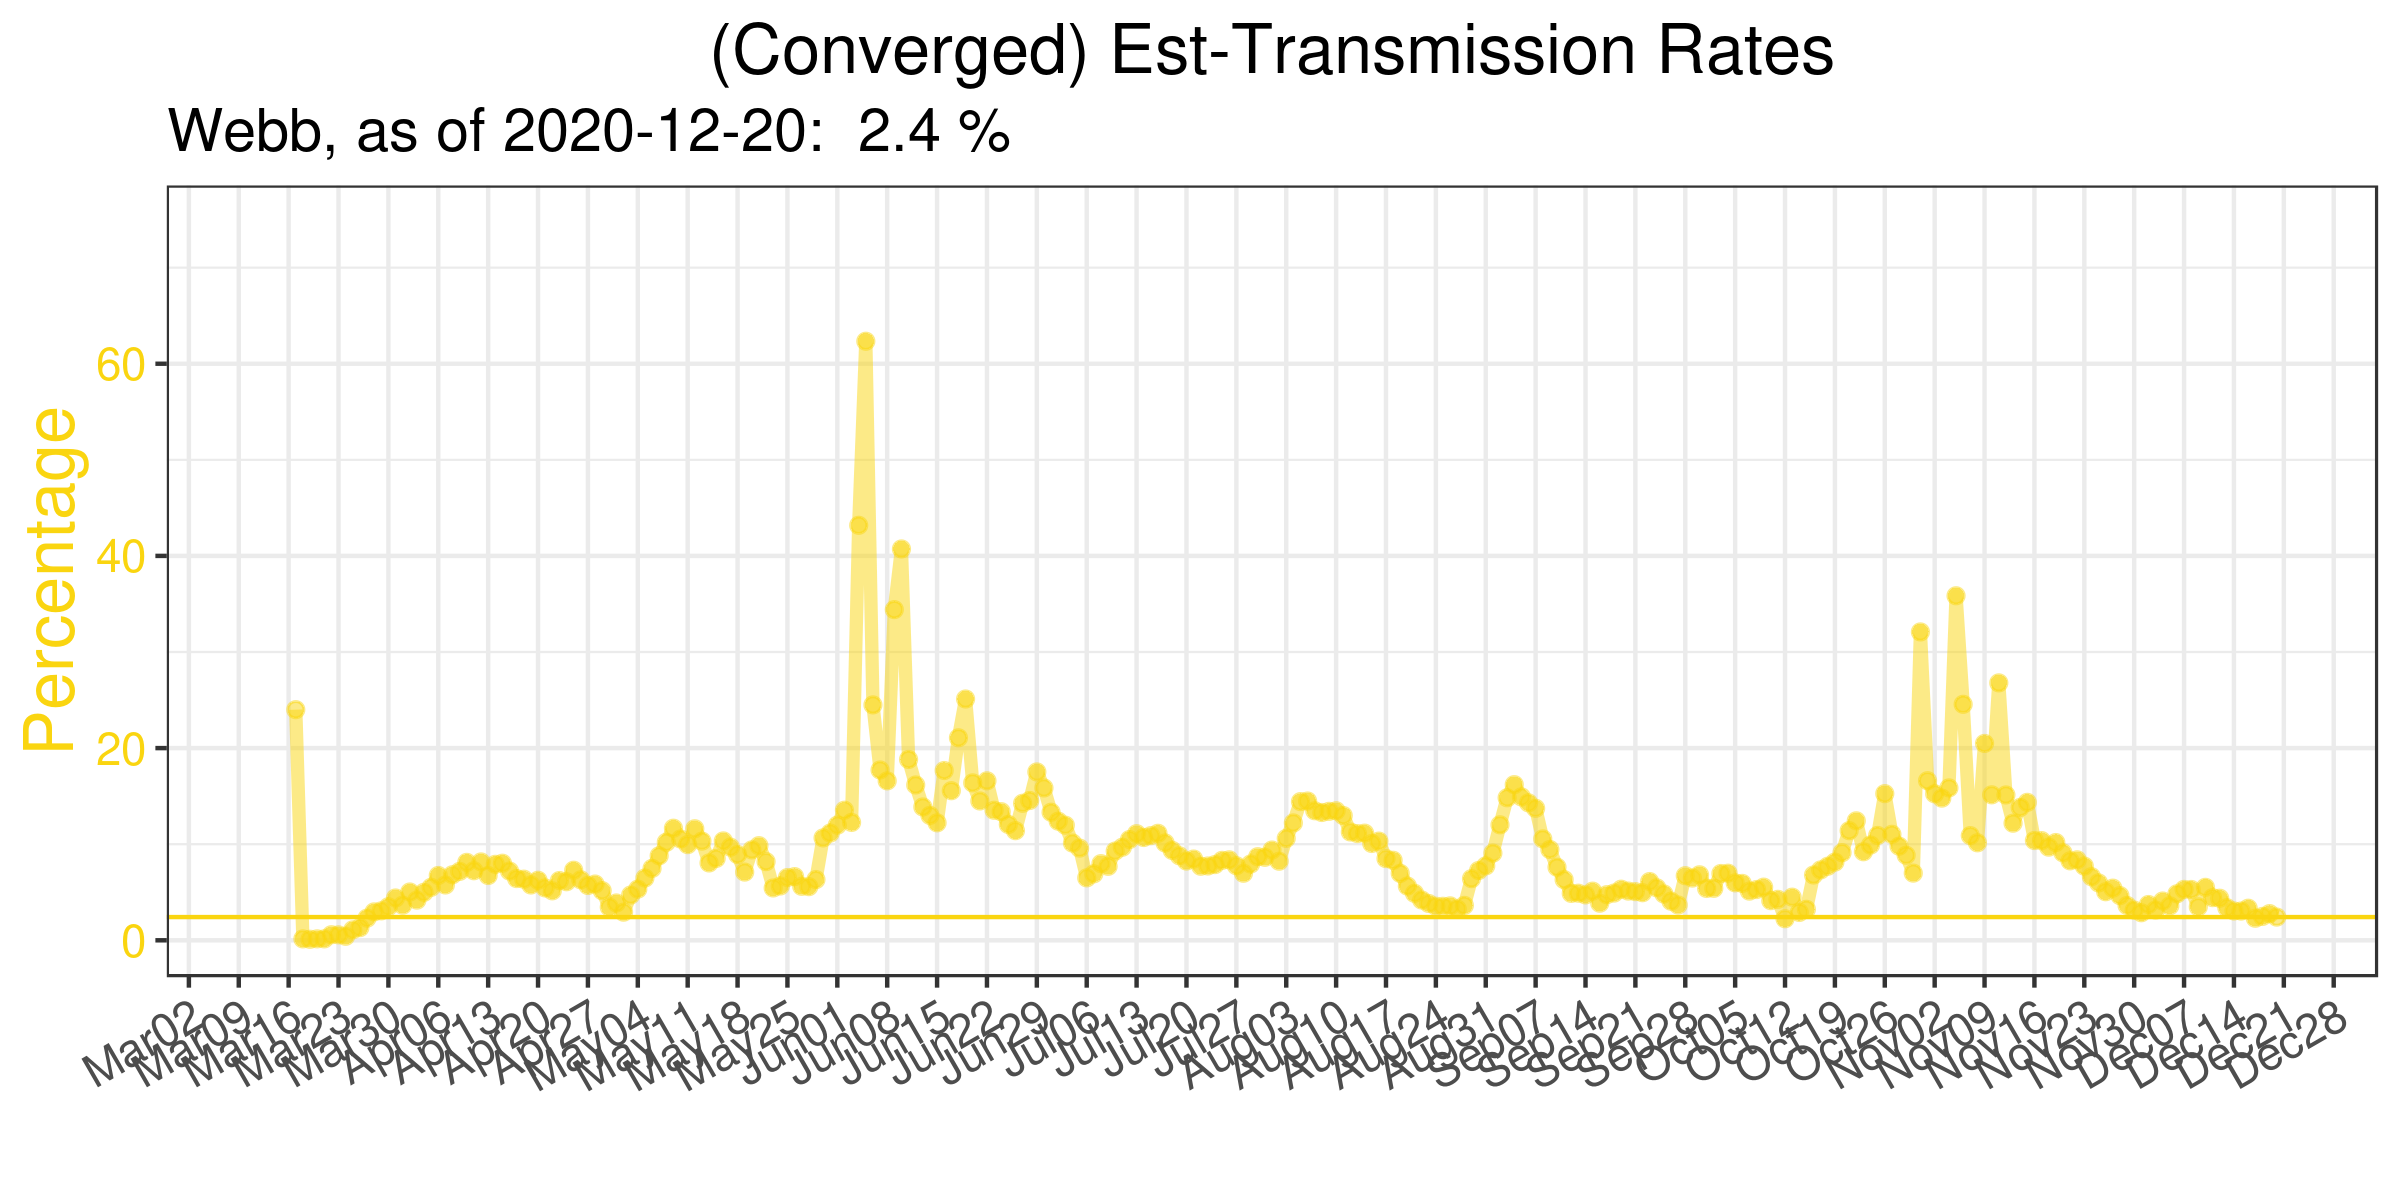 (Converged) Est-Transmission Rates
Webb, as of 2020-12-20:  2.4 %
Percentage
60
40
20
0
Mar02
Mar09
Mar16
Mar23
Mar30
Apr06
Apr13
Apr20
Apr27
May04
May11
May18
May25
Jun01
Jun08
Jun15
Jun22
Jun29
Jul06
Jul13
Jul20
Jul27
Aug03
Aug10
Aug17
Aug24
Aug31
Sep07
Sep14
Sep21
Sep28
Oct05
Oct12
Oct19
Oct26
Nov02
Nov09
Nov16
Nov23
Nov30
Dec07
Dec14
Dec21
Dec28